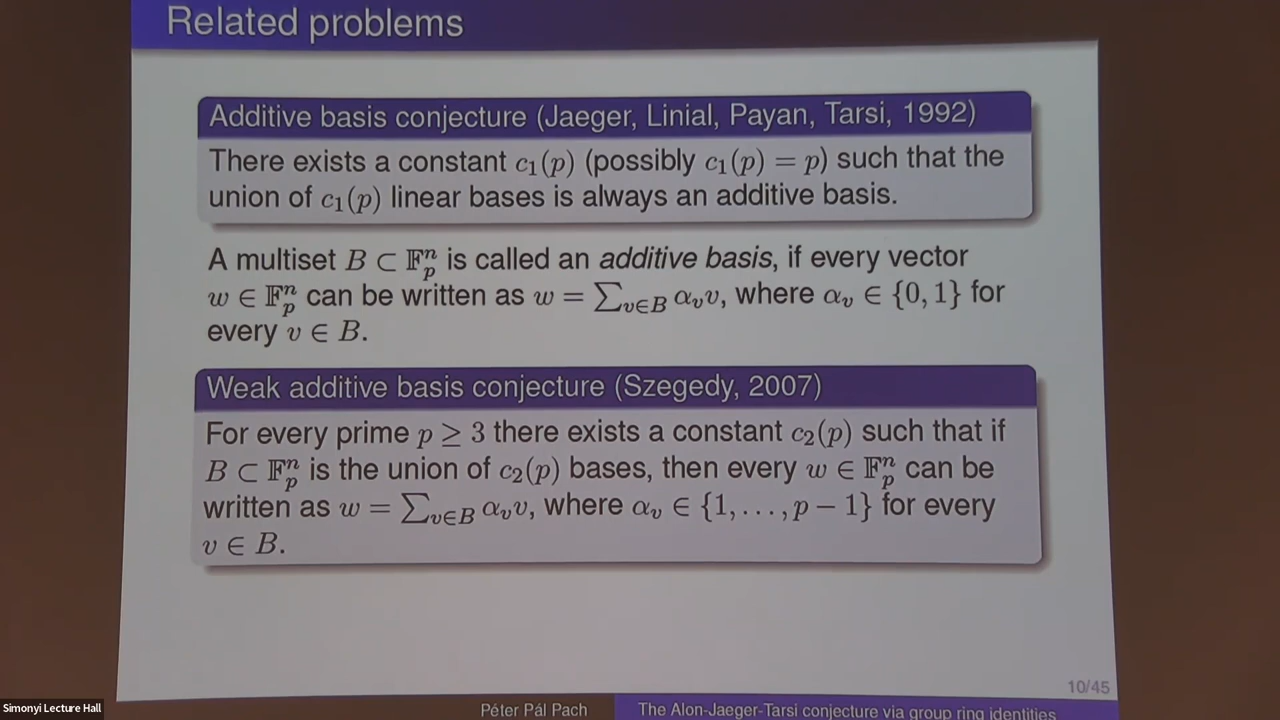 Related problems
Additive basis conjecture (Jaeger, Linial, Payan, Tarsi, 1992)
There exists a constant c₁(p) (possibly c₁(p) = p) such that the
union of c₁(p) linear bases is always an additive basis.
A multiset B ⊂ 𝔽ₚⁿ is called an additive basis, if every vector
w ∈ 𝔽ₚⁿ can be written as w = ∑_{v∈B} αᵥv, where αᵥ ∈ {0, 1} for
every v ∈ B.
Weak additive basis conjecture (Szegedy, 2007)
For every prime p ≥ 3 there exists a constant c₂(p) such that if
B ⊂ 𝔽ₚⁿ is the union of c₂(p) bases, then every w ∈ 𝔽ₚⁿ can be
written as w = ∑_{v∈B} αᵥv, where αᵥ ∈ {1, …, p − 1} for every
v ∈ B.
10/45
Péter Pál Pach
The Alon-Jaeger-Tarsi conjecture via group ring identities
Simonyi Lecture Hall